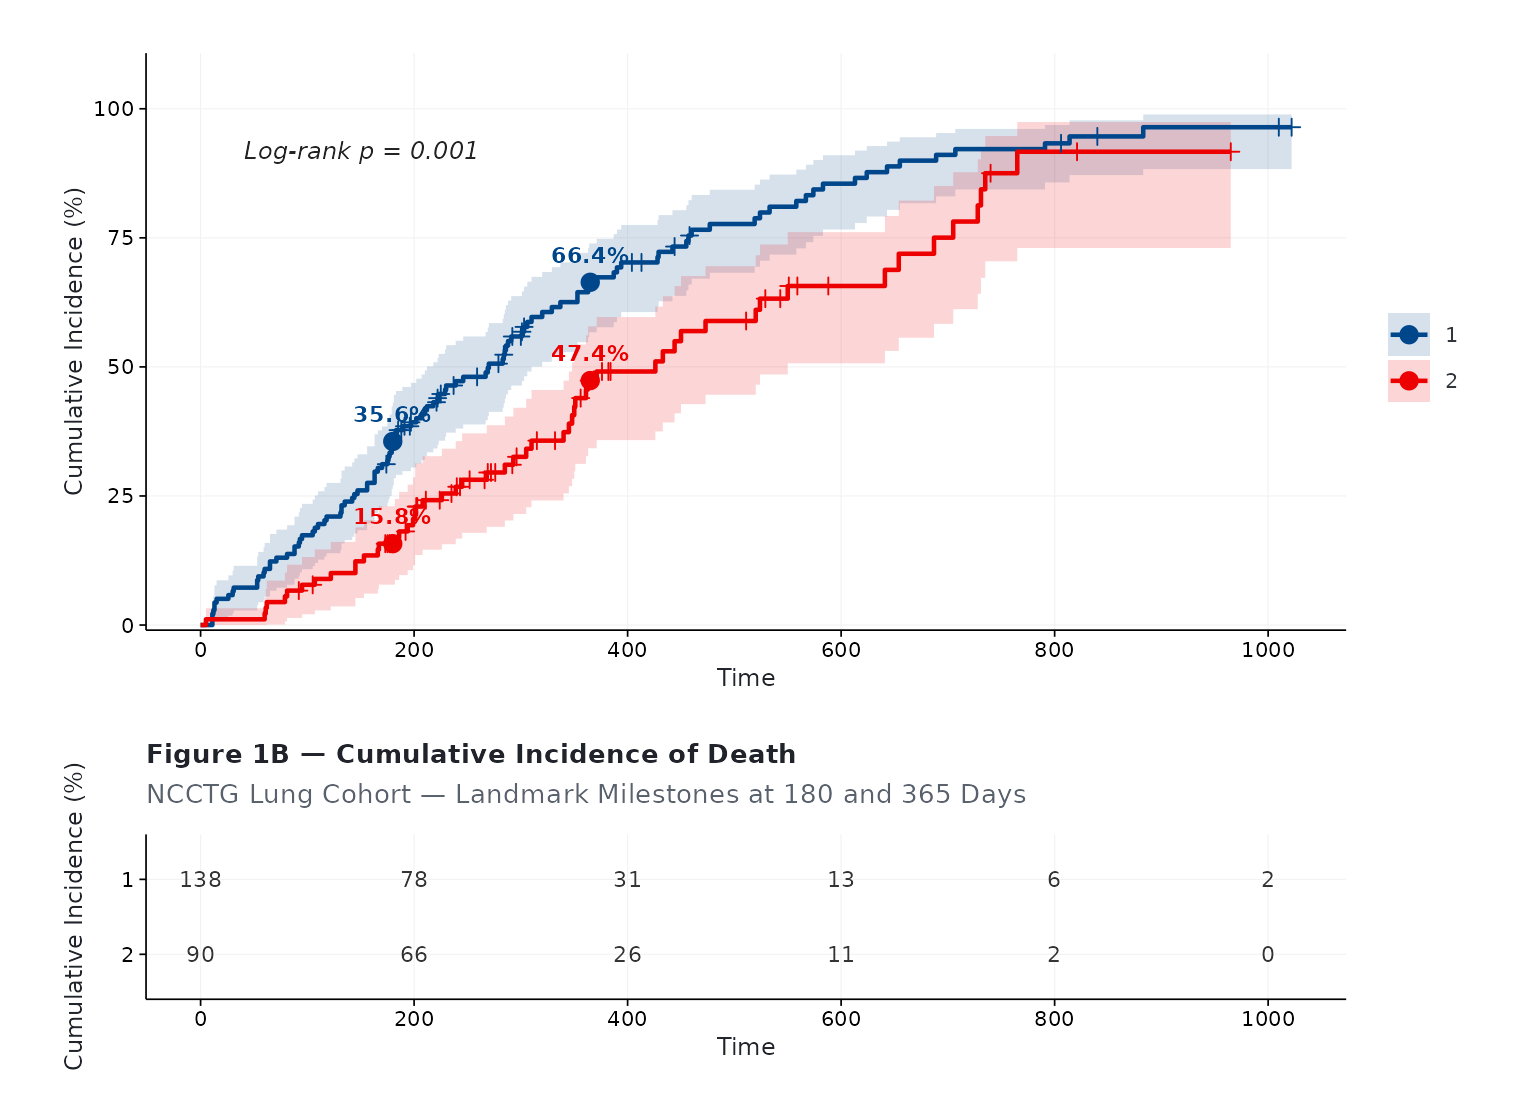 Cumulative Incidence (%)
100
75
50
25
0
Log-rank p = 0.001
66.4%
47.4%
35.6%
15.8%
0 200 400 600 800 1000
Time
1
2
Figure 1B — Cumulative Incidence of Death
NCCTG Lung Cohort — Landmark Milestones at 180 and 365 Days
Cumulative Incidence (%)
1 138 78 31 13 6 2
2 90 66 26 11 2 0
0 200 400 600 800 1000
Time